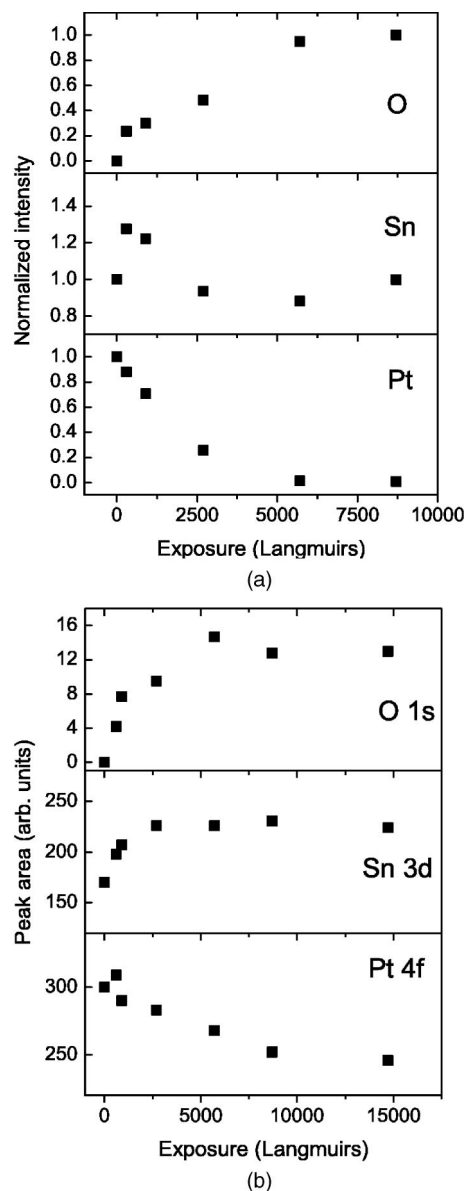 1.0
0.8
0.6
0.4
0.2
0.0
O
1.4
1.2
1.0
0.8
Sn
1.0
0.8
0.6
0.4
0.2
0.0
Pt
Normalized intensity
0 2500 5000 7500 10000
Exposure (Langmuirs)
(a)
16
12
8
4
0
O 1s
250
200
150
Sn 3d
300
250
Pt 4f
Peak area (arb. units)
0 5000 10000 15000
Exposure (Langmuirs)
(b)